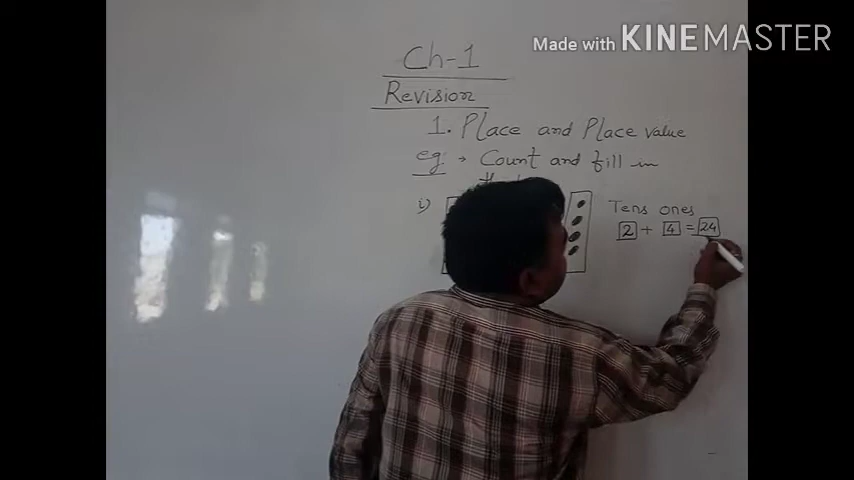 Made with KINEMASTER
Ch-1
Revision
1. Place and Place value
eg → Count and fill in
i)
Tens ones
2 + 4 = 24